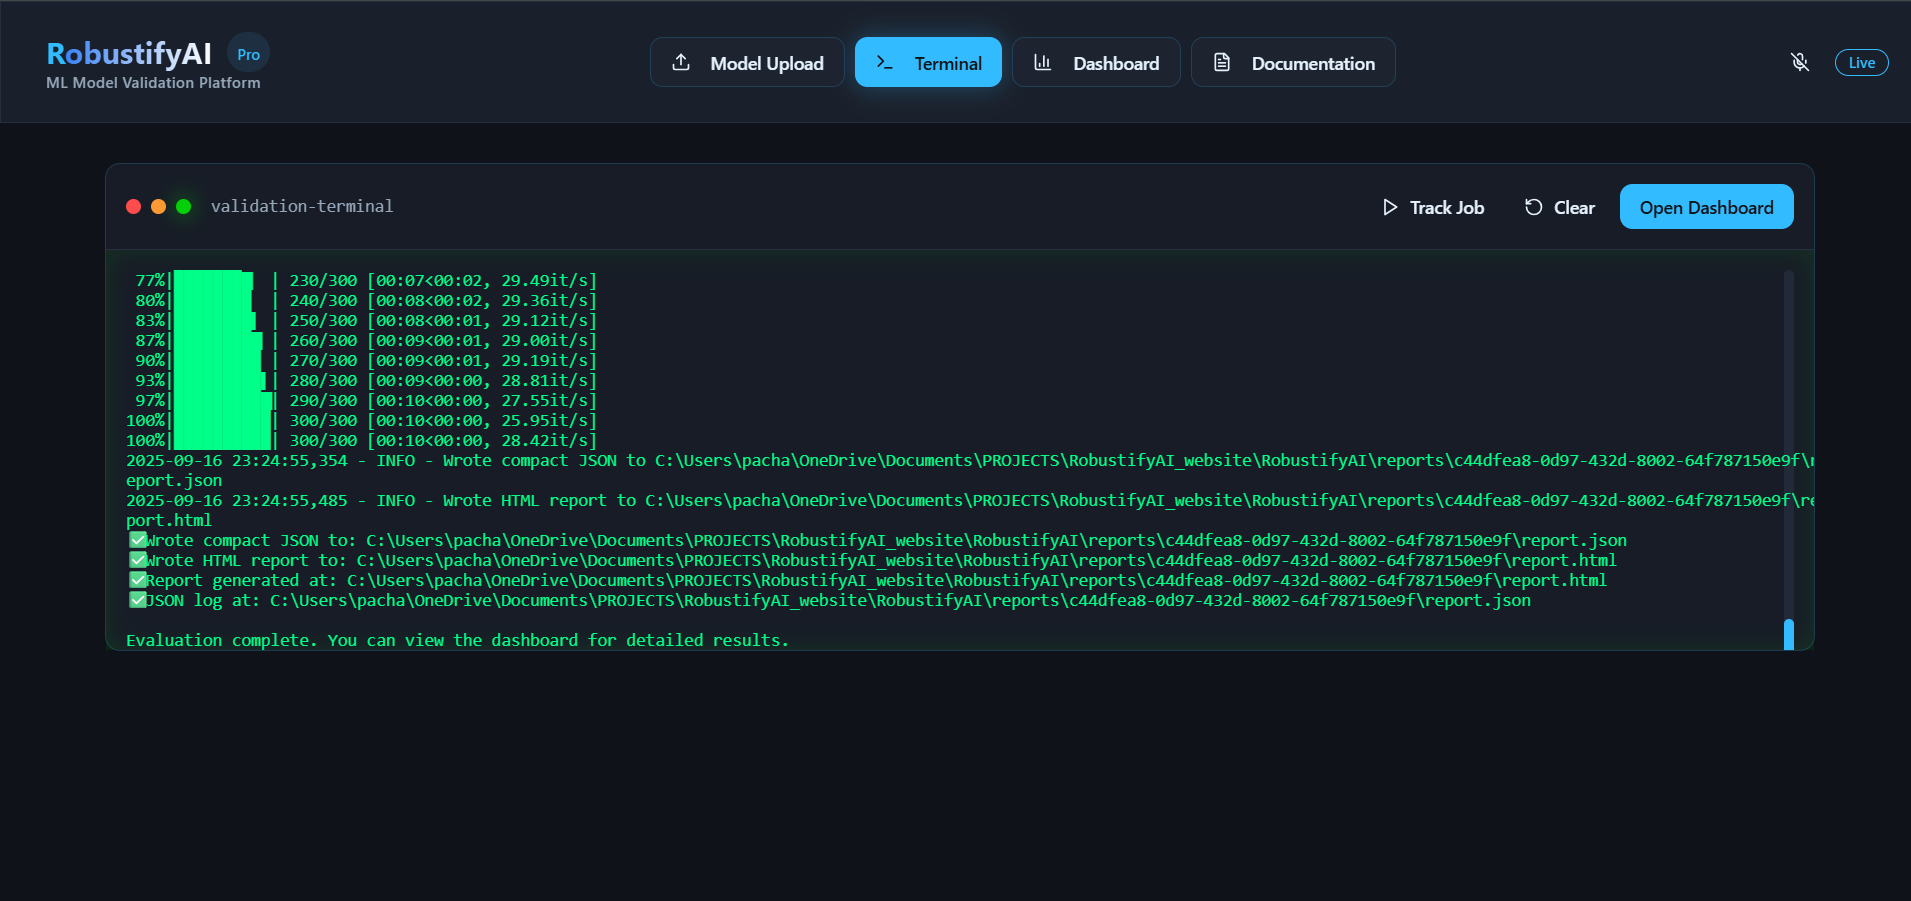 RobustifyAI Pro
ML Model Validation Platform
Model Upload
Terminal
Dashboard
Documentation
Live
validation-terminal
Track Job
Clear
Open Dashboard
77%|███████▋  | 230/300 [00:07<00:02, 29.49it/s]
80%|████████  | 240/300 [00:08<00:02, 29.36it/s]
83%|████████▎ | 250/300 [00:08<00:01, 29.12it/s]
87%|████████▋ | 260/300 [00:09<00:01, 29.00it/s]
90%|█████████ | 270/300 [00:09<00:01, 29.19it/s]
93%|█████████▎| 280/300 [00:09<00:00, 28.81it/s]
97%|█████████▋| 290/300 [00:10<00:00, 27.55it/s]
100%|██████████| 300/300 [00:10<00:00, 25.95it/s]
100%|██████████| 300/300 [00:10<00:00, 28.42it/s]
2025-09-16 23:24:55,354 - INFO - Wrote compact JSON to C:\Users\pacha\OneDrive\Documents\PROJECTS\RobustifyAI_website\RobustifyAI\reports\c44dfea8-0d97-432d-8002-64f787150e9f\r
eport.json
2025-09-16 23:24:55,485 - INFO - Wrote HTML report to C:\Users\pacha\OneDrive\Documents\PROJECTS\RobustifyAI_website\RobustifyAI\reports\c44dfea8-0d97-432d-8002-64f787150e9f\re
port.html
✅Wrote compact JSON to: C:\Users\pacha\OneDrive\Documents\PROJECTS\RobustifyAI_website\RobustifyAI\reports\c44dfea8-0d97-432d-8002-64f787150e9f\report.json
✅Wrote HTML report to: C:\Users\pacha\OneDrive\Documents\PROJECTS\RobustifyAI_website\RobustifyAI\reports\c44dfea8-0d97-432d-8002-64f787150e9f\report.html
✅Report generated at: C:\Users\pacha\OneDrive\Documents\PROJECTS\RobustifyAI_website\RobustifyAI\reports\c44dfea8-0d97-432d-8002-64f787150e9f\report.html
✅JSON log at: C:\Users\pacha\OneDrive\Documents\PROJECTS\RobustifyAI_website\RobustifyAI\reports\c44dfea8-0d97-432d-8002-64f787150e9f\report.json
Evaluation complete. You can view the dashboard for detailed results.